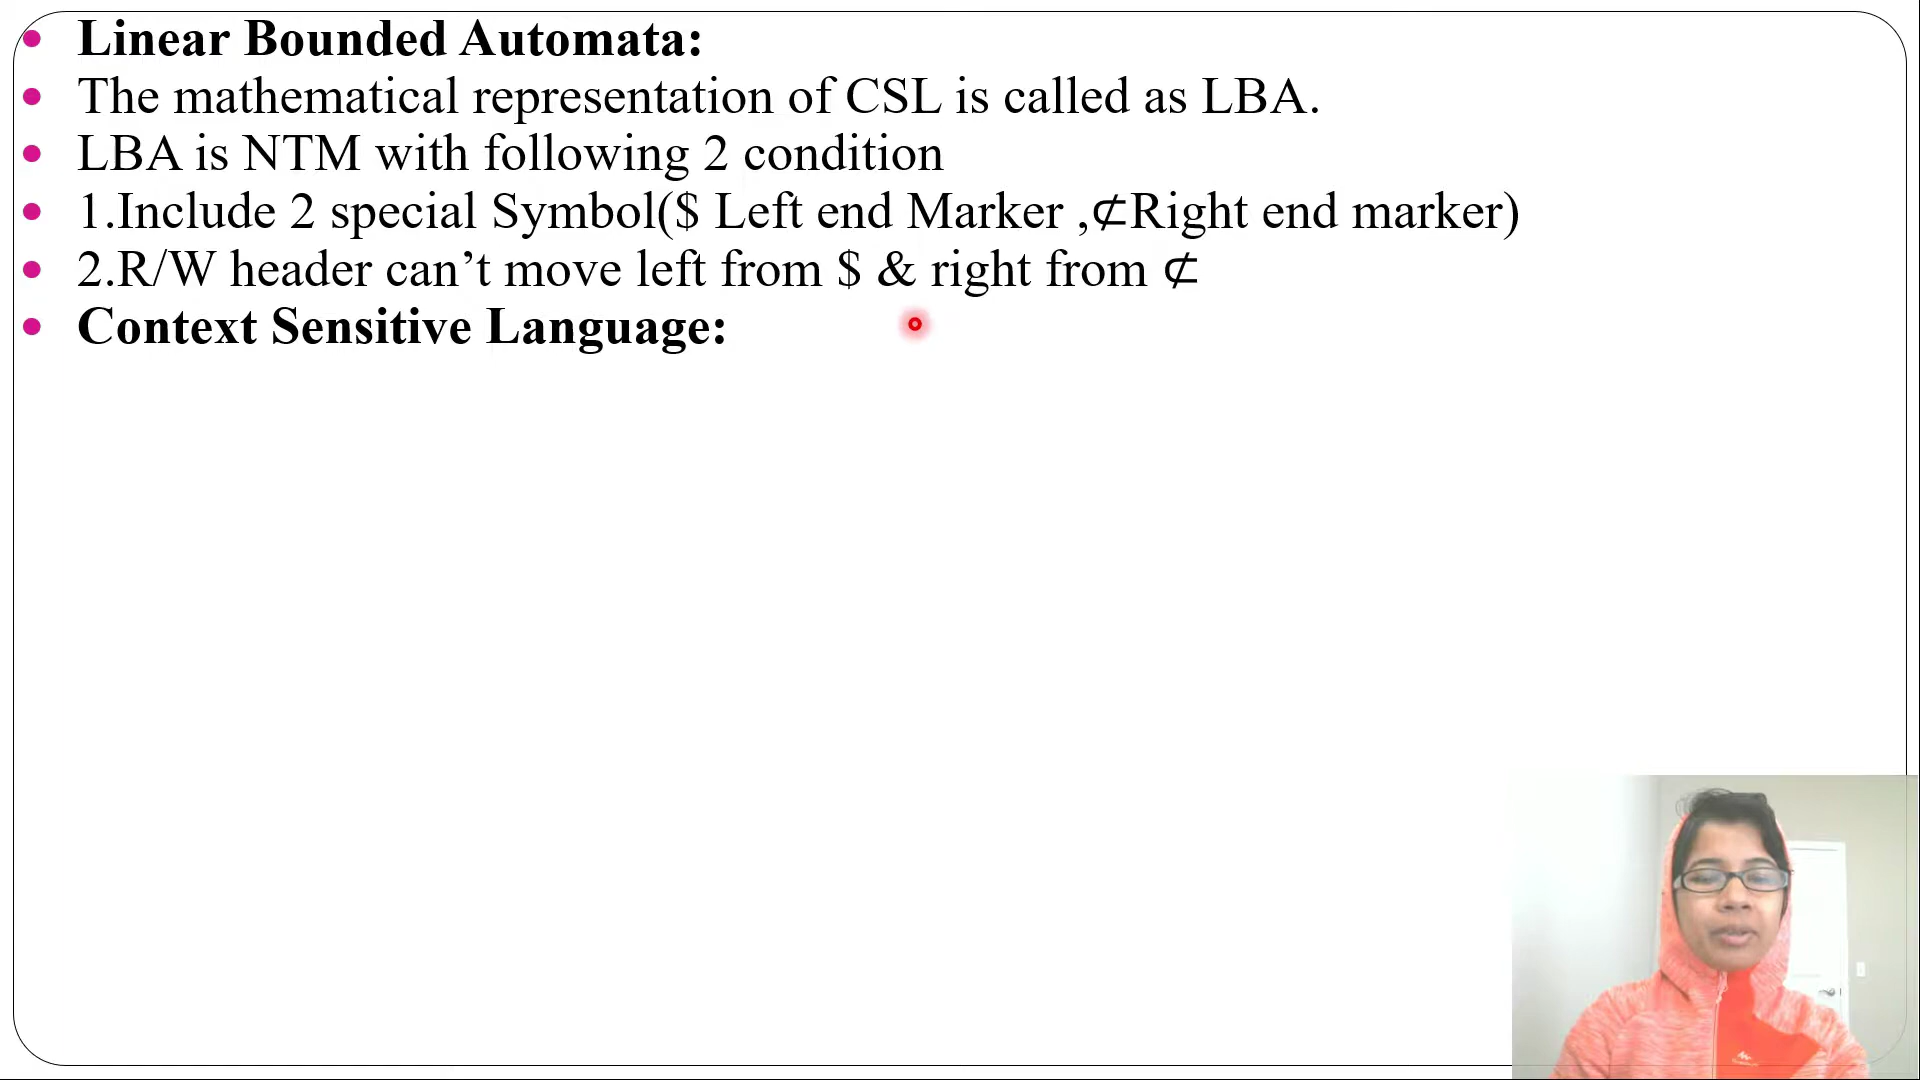 Linear Bounded Automata:
The mathematical representation of CSL is called as LBA.
LBA is NTM with following 2 condition
1.Include 2 special Symbol($ Left end Marker ,⊄Right end marker)
2.R/W header can’t move left from $ & right from ⊄
Context Sensitive Language: